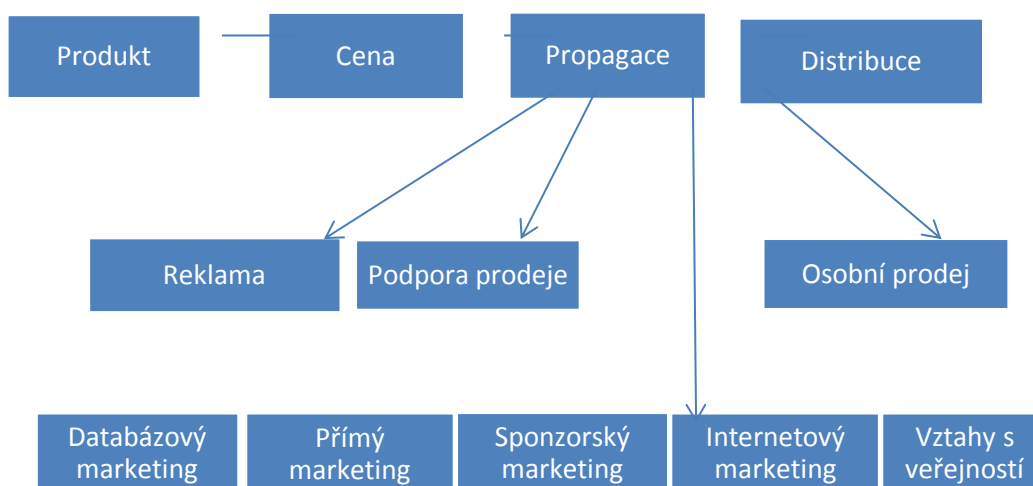 Produkt
Cena
Propagace
Distribuce
Reklama
Podpora prodeje
Osobní prodej
Databázový
marketing
Přímý
marketing
Sponzorský
marketing
Internetový
marketing
Vztahy s
veřejností